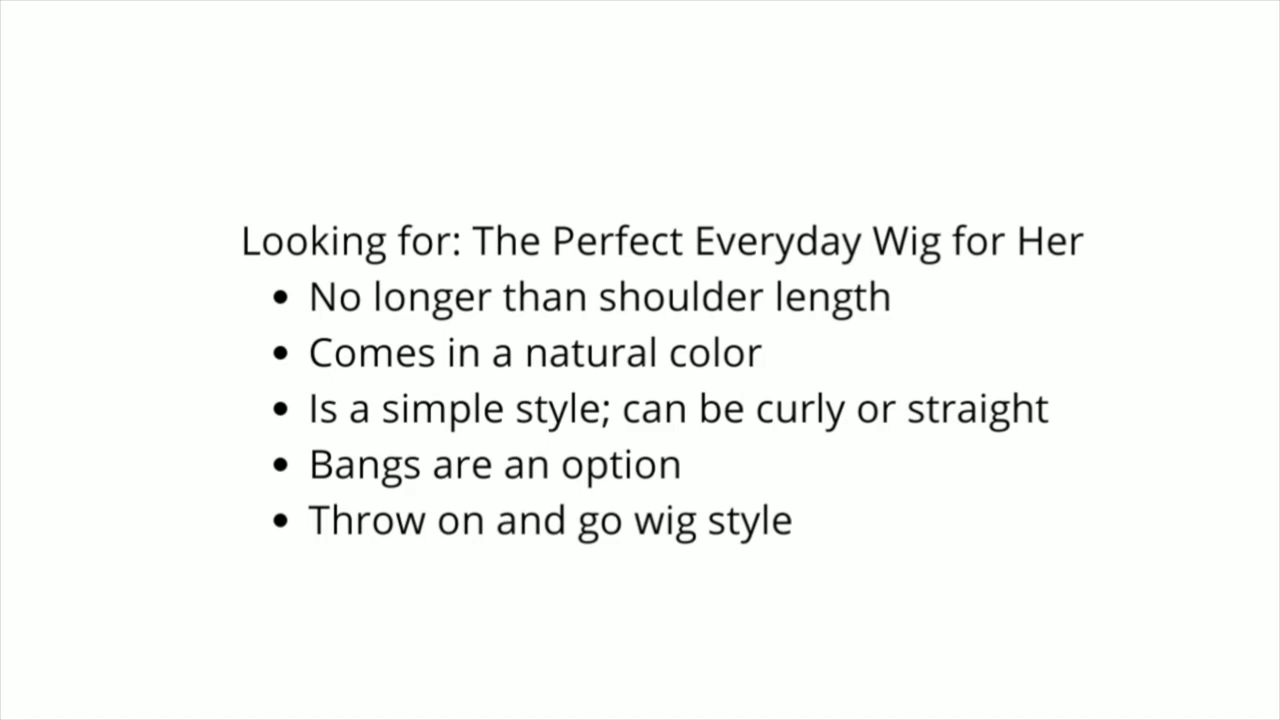 Looking for: The Perfect Everyday Wig for Her
• No longer than shoulder length
• Comes in a natural color
• Is a simple style; can be curly or straight
• Bangs are an option
• Throw on and go wig style